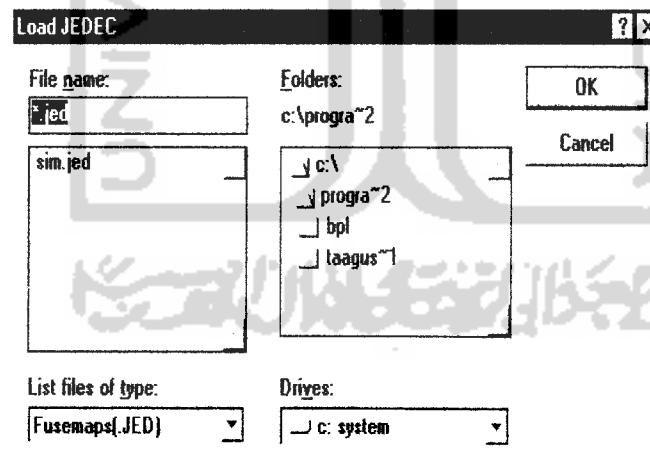 Load JEDEC
File name:
*.jed
sim.jed
Folders:
c:\progra~2
c:\
progra~2
bpl
taagus~1
OK
Cancel
List files of type:
Fusemaps(.JED)
Drives:
c: system